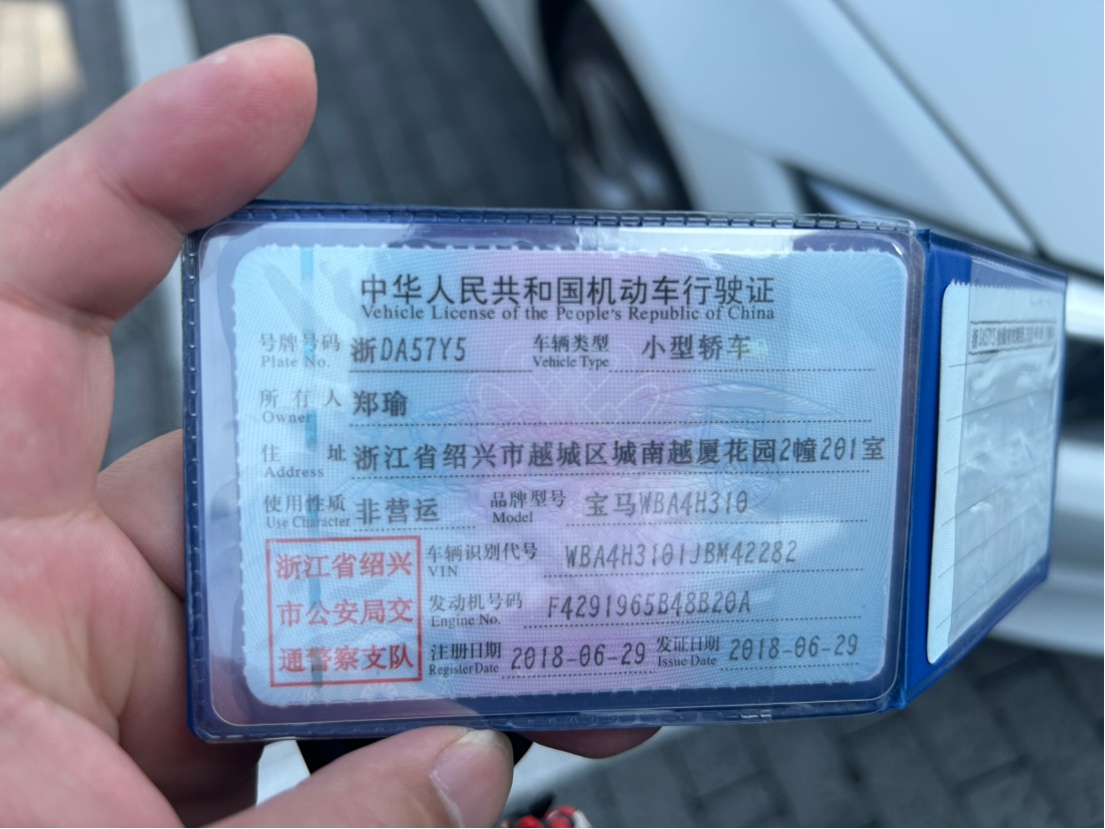 中华人民共和国机动车行驶证
Vehicle License of the People's Republic of China
号牌号码 浙DA57Y5 车辆类型 小型轿车
Plate No. Vehicle Type
所有人 郑瑜
Owner
住址 浙江省绍兴市越城区城南越厦花园2幢201室
Address
使用性质 非营运 品牌型号 宝马WBA4H310
Use Character Model
浙江省绍兴
市公安局交
通警察支队
车辆识别代号 WBA4H3101JBM42282
VIN
发动机号码 F4291965B48B20A
Engine No.
注册日期 2018-06-29 发证日期 2018-06-29
Register Date Issue Date